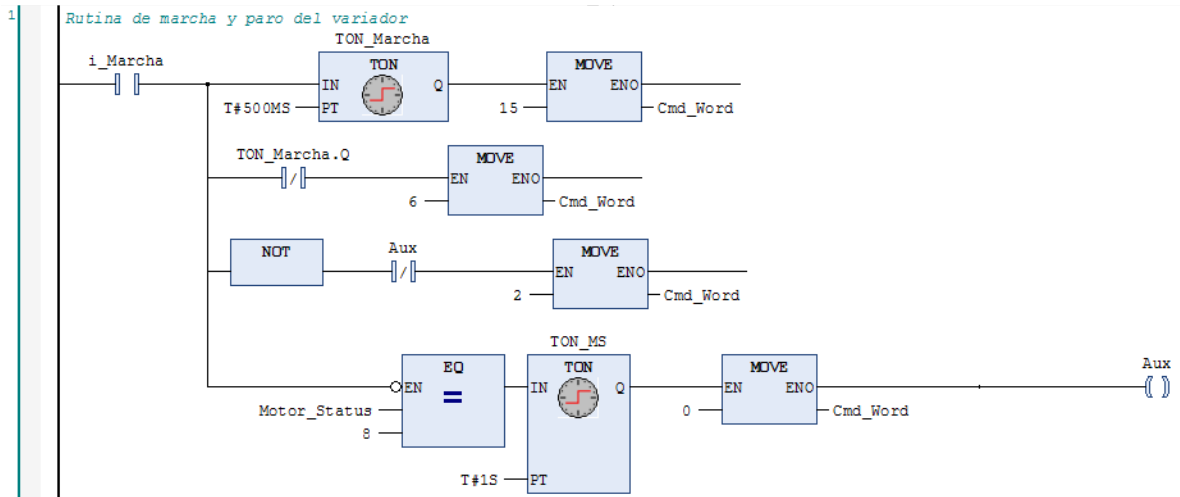 1
Rutina de marcha y paro del variador
i_Marcha
TON_Marcha
TON
IN
Q
T#500MS
PT
MOVE
EN
ENO
15
Cmd_Word
TON_Marcha.Q
/
MOVE
EN
ENO
6
Cmd_Word
NOT
Aux
/
MOVE
EN
ENO
2
Cmd_Word
EQ
EN
=
Motor_Status
8
TON_MS
TON
IN
Q
T#1S
PT
MOVE
EN
ENO
0
Cmd_Word
Aux